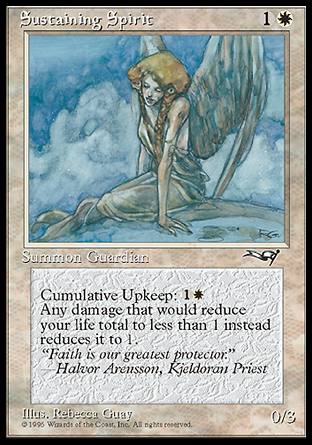 Sustaining Spirit 1
Summon Guardian
Cumulative Upkeep: 1
Any damage that would reduce
your life total to less than 1 instead
reduces it to 1.
"Faith is our greatest protector."
Halvor Arensson, Kjeldoran Priest
Illus. Rebecca Guay
© 1996 Wizards of the Coast, Inc. All rights reserved.
0/3